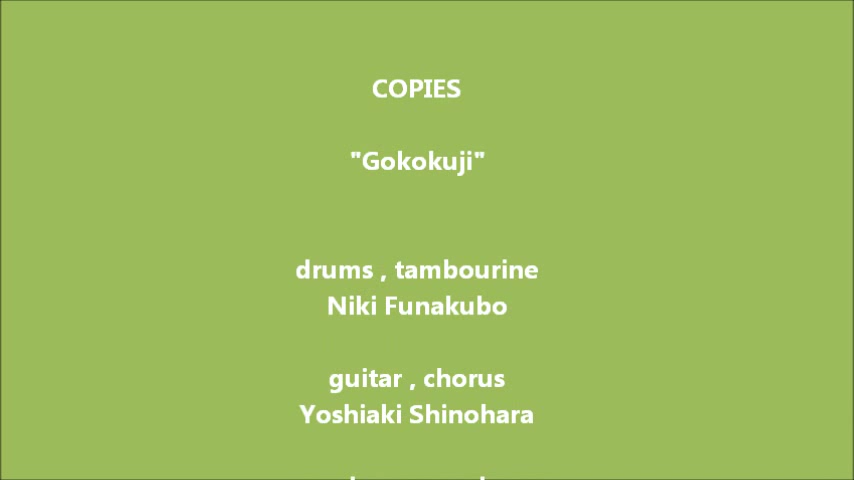 COPIES
"Gokokuji"
drums , tambourine
Niki Funakubo
guitar , chorus
Yoshiaki Shinohara